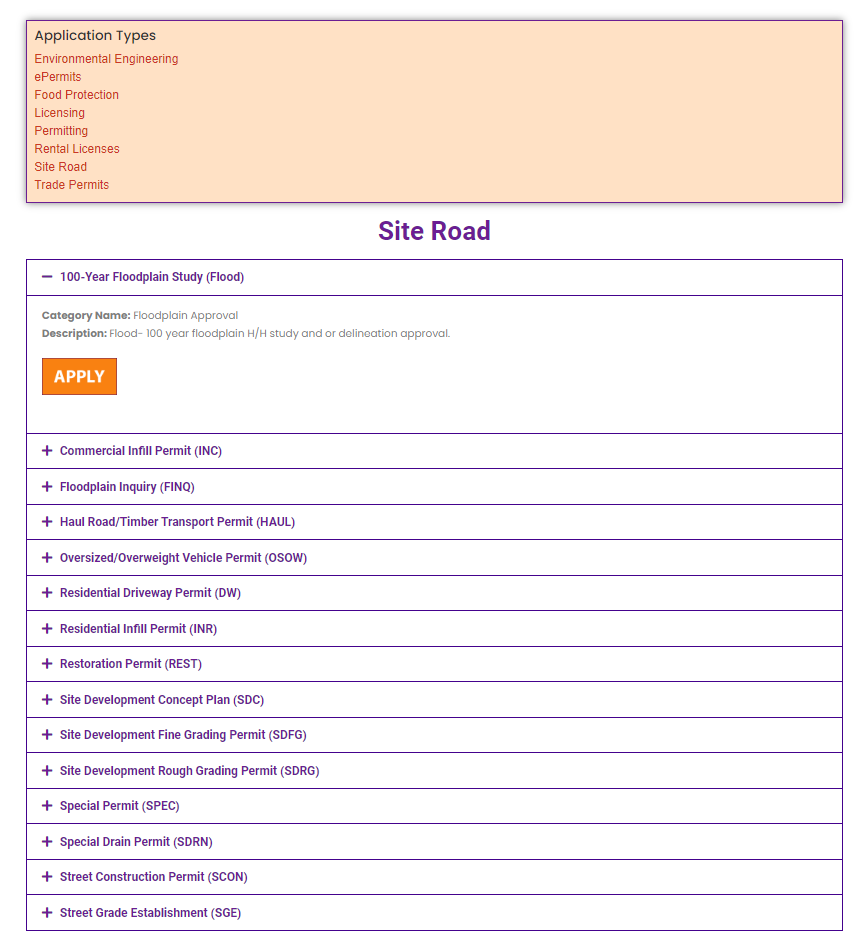 Application Types
Environmental Engineering
ePermits
Food Protection
Licensing
Permitting
Rental Licenses
Site Road
Trade Permits
Site Road
100-Year Floodplain Study (Flood)
Category Name: Floodplain Approval
Description: Flood- 100 year floodplain H/H study and or delineation approval.
APPLY
Commercial Infill Permit (INC)
Floodplain Inquiry (FINQ)
Haul Road/Timber Transport Permit (HAUL)
Oversized/Overweight Vehicle Permit (OSOW)
Residential Driveway Permit (DW)
Residential Infill Permit (INR)
Restoration Permit (REST)
Site Development Concept Plan (SDC)
Site Development Fine Grading Permit (SDFG)
Site Development Rough Grading Permit (SDRG)
Special Permit (SPEC)
Special Drain Permit (SDRN)
Street Construction Permit (SCON)
Street Grade Establishment (SGE)